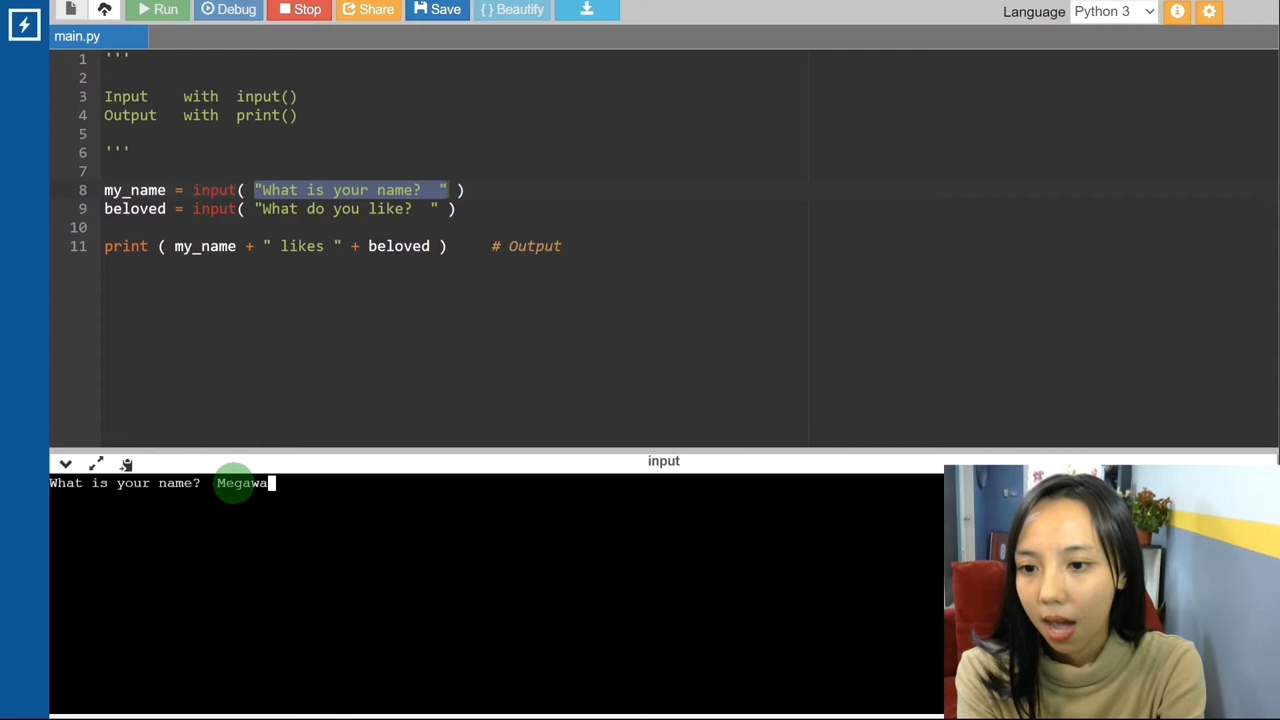 Run Debug Stop Share Save { } Beautify Language Python 3
main.py
1 '''
2
3 Input with input()
4 Output with print()
5
6 '''
7
8 my_name = input( "What is your name?  " )
9 beloved = input( "What do you like?  " )
10
11 print ( my_name + " likes " + beloved ) # Output
input
What is your name?  Megawa